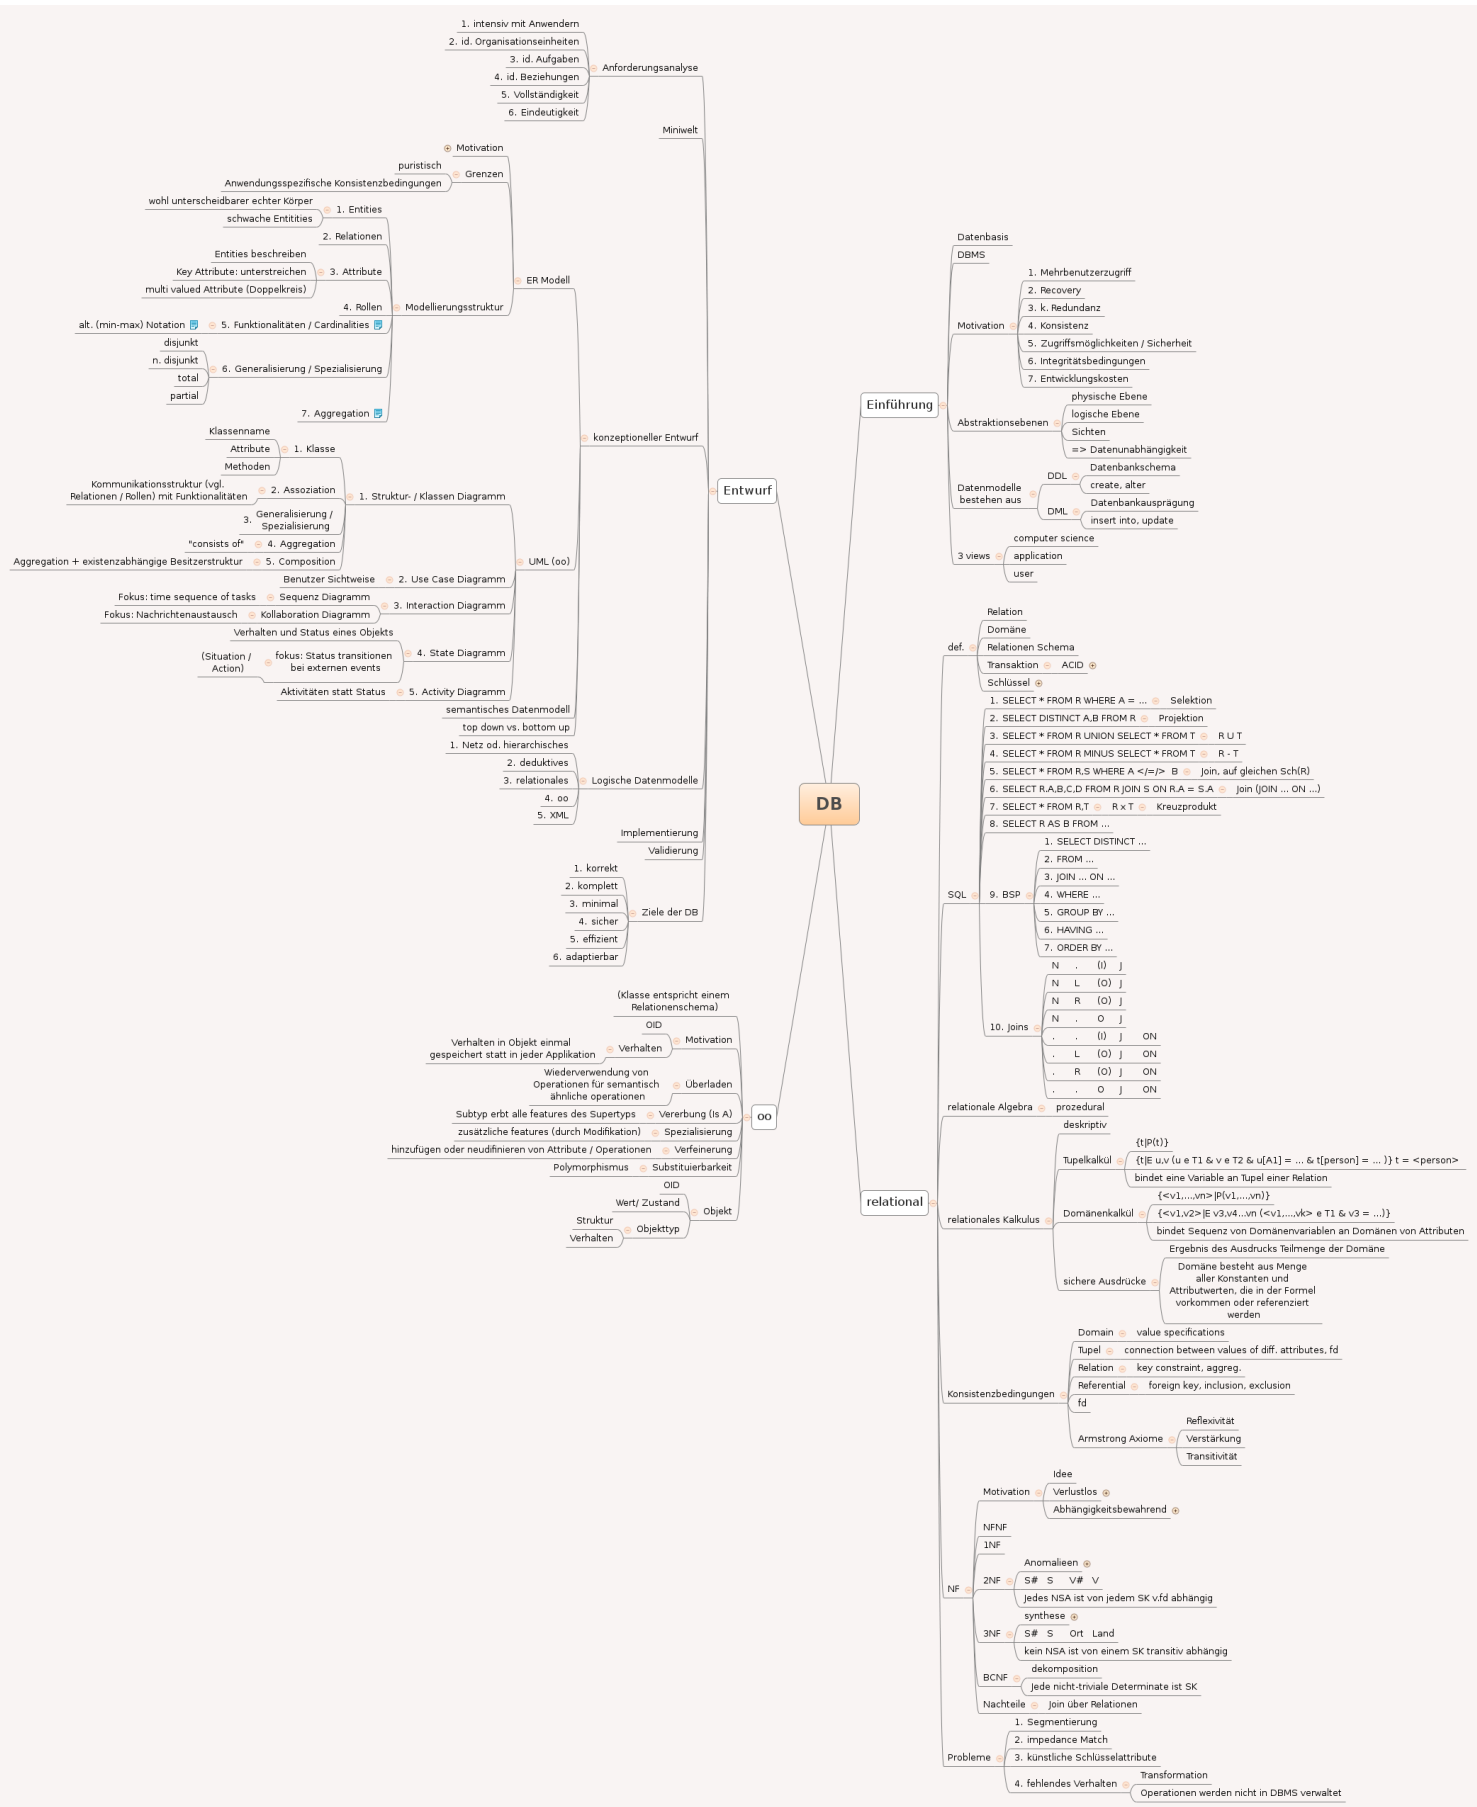 DB
Entwurf
Anforderungsanalyse
1. intensiv mit Anwendern
2. id. Organisationseinheiten
3. id. Aufgaben
4. id. Beziehungen
5. Vollständigkeit
6. Eindeutigkeit
Miniwelt
konzeptioneller Entwurf
ER Modell
Motivation
Grenzen
puristisch
Anwendungsspezifische Konsistenzbedingungen
Modellierungsstruktur
1. Entities
wohl unterscheidbarer echter Körper
schwache Entitities
2. Relationen
3. Attribute
Entities beschreiben
Key Attribute: unterstreichen
multi valued Attribute (Doppelkreis)
4. Rollen
5. Funktionalitäten / Cardinalities
alt. (min-max) Notation
6. Generalisierung / Spezialisierung
disjunkt
n. disjunkt
total
partial
7. Aggregation
UML (oo)
1. Struktur- / Klassen Diagramm
1. Klasse
Klassenname
Attribute
Methoden
2. Assoziation
Kommunikationsstruktur (vgl.
Relationen / Rollen) mit Funktionalitäten
3. Generalisierung /
Spezialisierung
4. Aggregation
"consists of"
5. Composition
Aggregation + existenzabhängige Besitzerstruktur
2. Use Case Diagramm
Benutzer Sichtweise
3. Interaction Diagramm
Sequenz Diagramm
Fokus: time sequence of tasks
Kollaboration Diagramm
Fokus: Nachrichtenaustausch
4. State Diagramm
Verhalten und Status eines Objekts
fokus: Status transitionen
bei externen events
(Situation /
Action)
5. Activity Diagramm
Aktivitäten statt Status
semantisches Datenmodell
top down vs. bottom up
Logische Datenmodelle
1. Netz od. hierarchisches
2. deduktives
3. relationales
4. oo
5. XML
Implementierung
Validierung
Ziele der DB
1. korrekt
2. komplett
3. minimal
4. sicher
5. effizient
6. adaptierbar
oo
(Klasse entspricht einem
Relationenschema)
Motivation
OID
Verhalten
Verhalten in Objekt einmal
gespeichert statt in jeder Applikation
Überladen
Wiederverwendung von
Operationen für semantisch
ähnliche operationen
Vererbung (Is A)
Subtyp erbt alle features des Supertyps
Spezialisierung
zusätzliche features (durch Modifikation)
Verfeinerung
hinzufügen oder neudifinieren von Attribute / Operationen
Substituierbarkeit
Polymorphismus
Objekt
OID
Wert/ Zustand
Objekttyp
Struktur
Verhalten
Einführung
Datenbasis
DBMS
Motivation
1. Mehrbenutzerzugriff
2. Recovery
3. k. Redundanz
4. Konsistenz
5. Zugriffsmöglichkeiten / Sicherheit
6. Integritätsbedingungen
7. Entwicklungskosten
Abstraktionsebenen
physische Ebene
logische Ebene
Sichten
=> Datenunabhängigkeit
Datenmodelle
bestehen aus
DDL
Datenbankschema
create, alter
DML
Datenbankausprägung
insert into, update
3 views
computer science
application
user
relational
def.
Relation
Domäne
Relationen Schema
Transaktion
ACID
Schlüssel
SQL
1. SELECT * FROM R WHERE A = ...
Selektion
2. SELECT DISTINCT A,B FROM R
Projektion
3. SELECT * FROM R UNION SELECT * FROM T
R U T
4. SELECT * FROM R MINUS SELECT * FROM T
R - T
5. SELECT * FROM R,S WHERE A </=/> B
Join, auf gleichen Sch(R)
6. SELECT R.A,B,C,D FROM R JOIN S ON R.A = S.A
Join (JOIN ... ON ...)
7. SELECT * FROM R,T
R x T
Kreuzprodukt
8. SELECT R AS B FROM ...
9. BSP
1. SELECT DISTINCT ...
2. FROM ...
3. JOIN ... ON ...
4. WHERE ...
5. GROUP BY ...
6. HAVING ...
7. ORDER BY ...
10. Joins
N . (I) J
N L (O) J
N R (O) J
N . O J
. . (I) J ON
. L (O) J ON
. R (O) J ON
. . O J ON
relationale Algebra
prozedural
relationales Kalkulus
deskriptiv
Tupelkalkül
{t|P(t)}
{t|E u,v (u e T1 & v e T2 & u[A1] = ... & t[person] = ... )} t = <person>
bindet eine Variable an Tupel einer Relation
Domänenkalkül
{<v1,...,vn>|P(v1,...,vn)}
{<v1,v2>|E v3,v4...vn (<v1,...,vk> e T1 & v3 = ...)}
bindet Sequenz von Domänenvariablen an Domänen von Attributen
sichere Ausdrücke
Ergebnis des Ausdrucks Teilmenge der Domäne
Domäne besteht aus Menge
aller Konstanten und
Attributwerten, die in der Formel
vorkommen oder referenziert
werden
Konsistenzbedingungen
Domain
value specifications
Tupel
connection between values of diff. attributes, fd
Relation
key constraint, aggreg.
Referential
foreign key, inclusion, exclusion
fd
Armstrong Axiome
Reflexivität
Verstärkung
Transitivität
NF
Motivation
Idee
Verlustlos
Abhängigkeitsbewahrend
NFNF
1NF
2NF
Anomalieen
S# S V# V
Jedes NSA ist von jedem SK v.fd abhängig
3NF
synthese
S# S Ort Land
kein NSA ist von einem SK transitiv abhängig
BCNF
dekomposition
Jede nicht-triviale Determinate ist SK
Nachteile
Join über Relationen
Probleme
1. Segmentierung
2. impedance Match
3. künstliche Schlüsselattribute
4. fehlendes Verhalten
Transformation
Operationen werden nicht in DBMS verwaltet